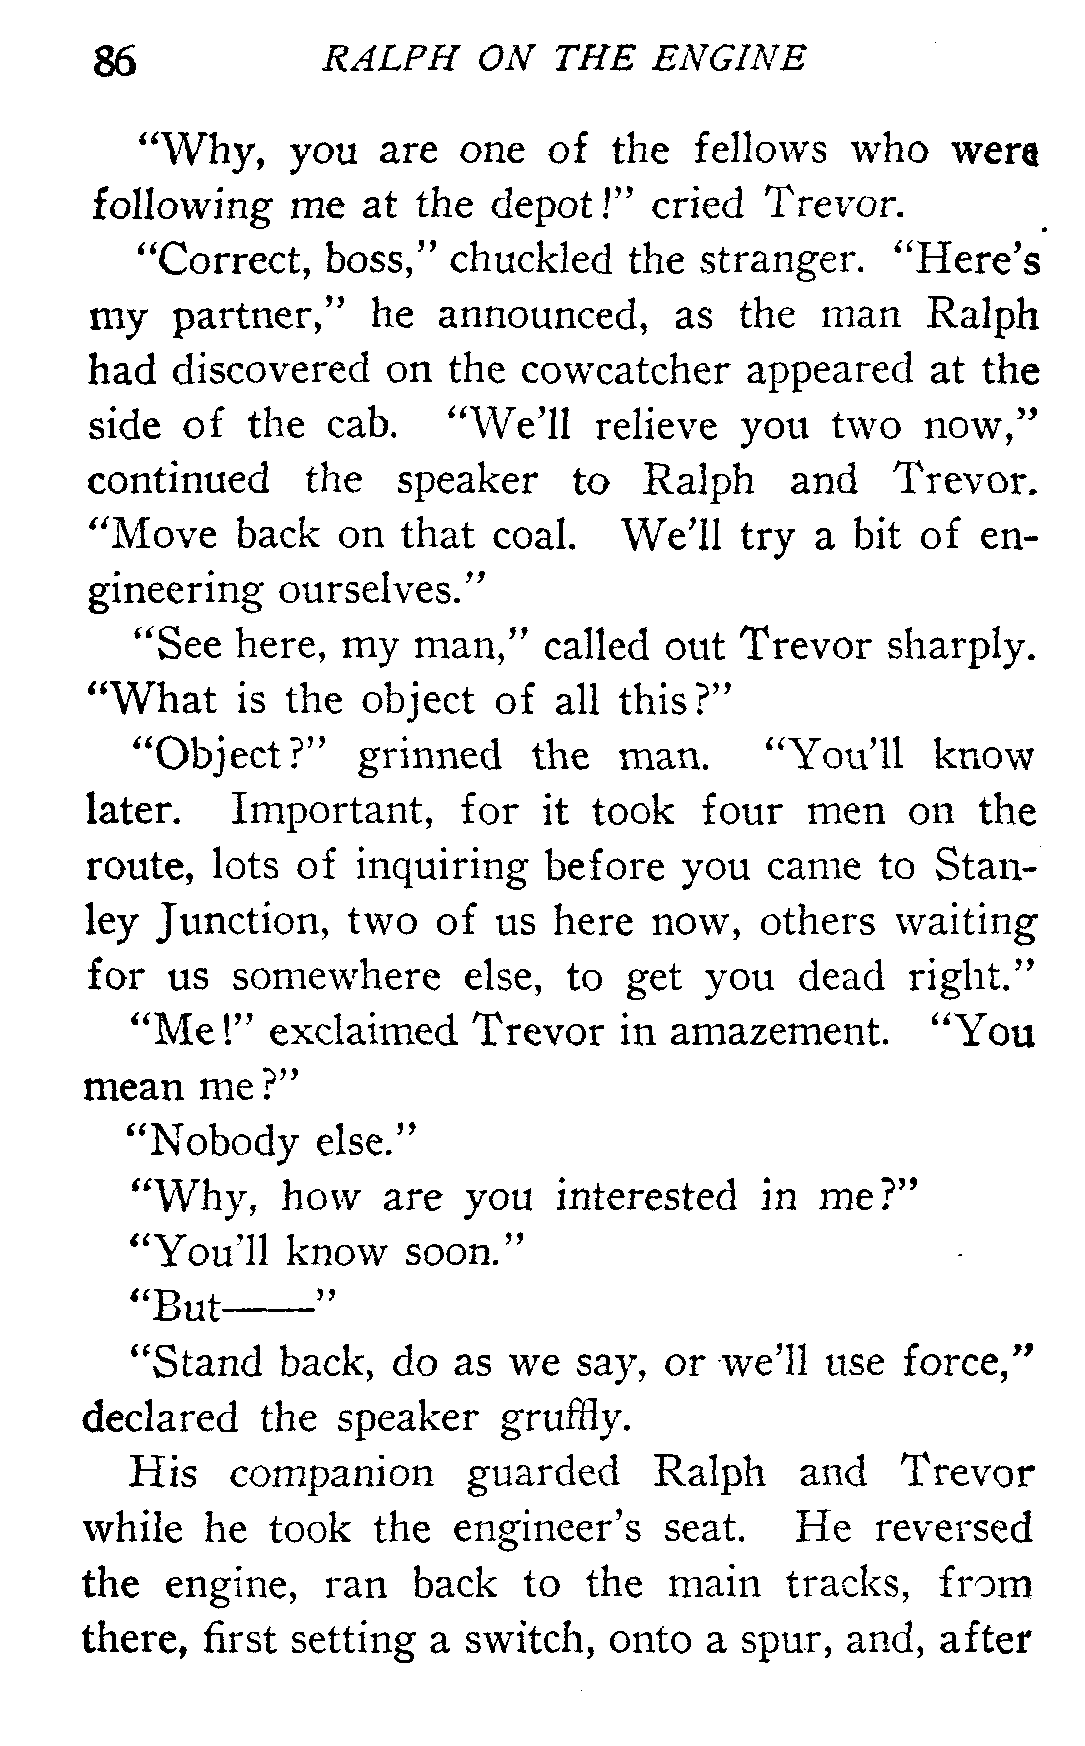 86 RALPH ON THE ENGINE
“Why, you are one of the fellows who were
following me at the depot!” cried Trevor.
“Correct, boss,” chuckled the stranger. “Here's
my partner,” he announced, as the man Ralph
had discovered on the cowcatcher appeared at the
side of the cab. “We'll relieve you two now,”
continued the speaker to Ralph and Trevor.
“Move back on that coal. We'll try a bit of en-
gineering ourselves.”
“See here, my man,” called out Trevor sharply.
“What is the object of all this?”
“Object?” grinned the man. “You'll know
later. Important, for it took four men on the
route, lots of inquiring before you came to Stan-
ley Junction, two of us here now, others waiting
for us somewhere else, to get you dead right.”
“Me!” exclaimed Trevor in amazement. “You
mean me?”
“Nobody else.”
“Why, how are you interested in me?”
“You'll know soon.”
“But——”
“Stand back, do as we say, or we'll use force,”
declared the speaker gruffly.
His companion guarded Ralph and Trevor
while he took the engineer's seat. He reversed
the engine, ran back to the main tracks, from
there, first setting a switch, onto a spur, and, after